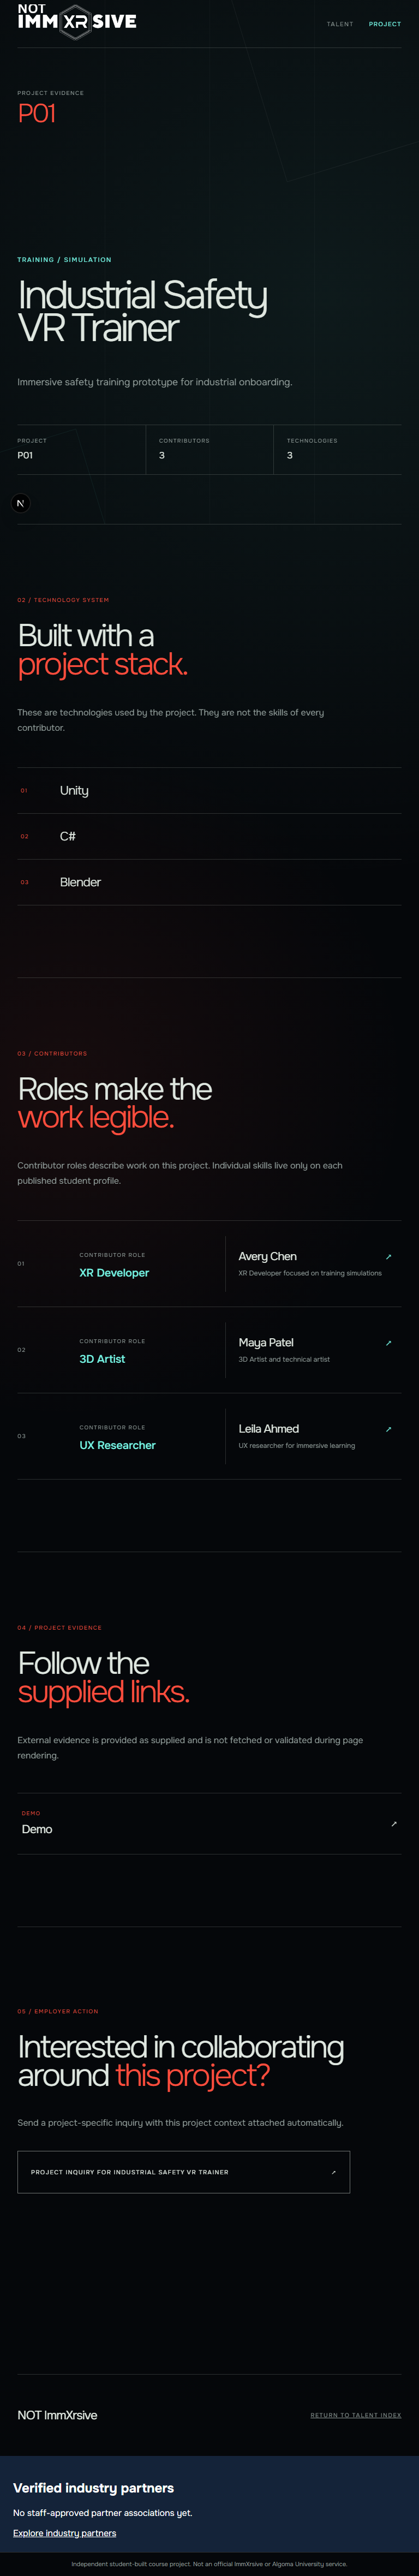 NOT
IMMXRSIVE
TALENT
PROJECT
PROJECT EVIDENCE
P01
TRAINING / SIMULATION
Industrial Safety
VR Trainer
Immersive safety training prototype for industrial onboarding.
PROJECT
P01
CONTRIBUTORS
3
TECHNOLOGIES
3
N
02 / TECHNOLOGY SYSTEM
Built with a
project stack.
These are technologies used by the project. They are not the skills of every
contributor.
01
Unity
02
C#
03
Blender
03 / CONTRIBUTORS
Roles make the
work legible.
Contributor roles describe work on this project. Individual skills live only on each
published student profile.
01
CONTRIBUTOR ROLE
XR Developer
Avery Chen
XR Developer focused on training simulations
↗
02
CONTRIBUTOR ROLE
3D Artist
Maya Patel
3D Artist and technical artist
↗
03
CONTRIBUTOR ROLE
UX Researcher
Leila Ahmed
UX researcher for immersive learning
↗
04 / PROJECT EVIDENCE
Follow the
supplied links.
External evidence is provided as supplied and is not fetched or validated during page
rendering.
DEMO
Demo
↗
05 / EMPLOYER ACTION
Interested in collaborating
around this project?
Send a project-specific inquiry with this project context attached automatically.
PROJECT INQUIRY FOR INDUSTRIAL SAFETY VR TRAINER ↗
NOT ImmXrsive
RETURN TO TALENT INDEX
Verified industry partners
No staff-approved partner associations yet.
Explore industry partners
Independent student-built course project. Not an official ImmXrsive or Algoma University service.